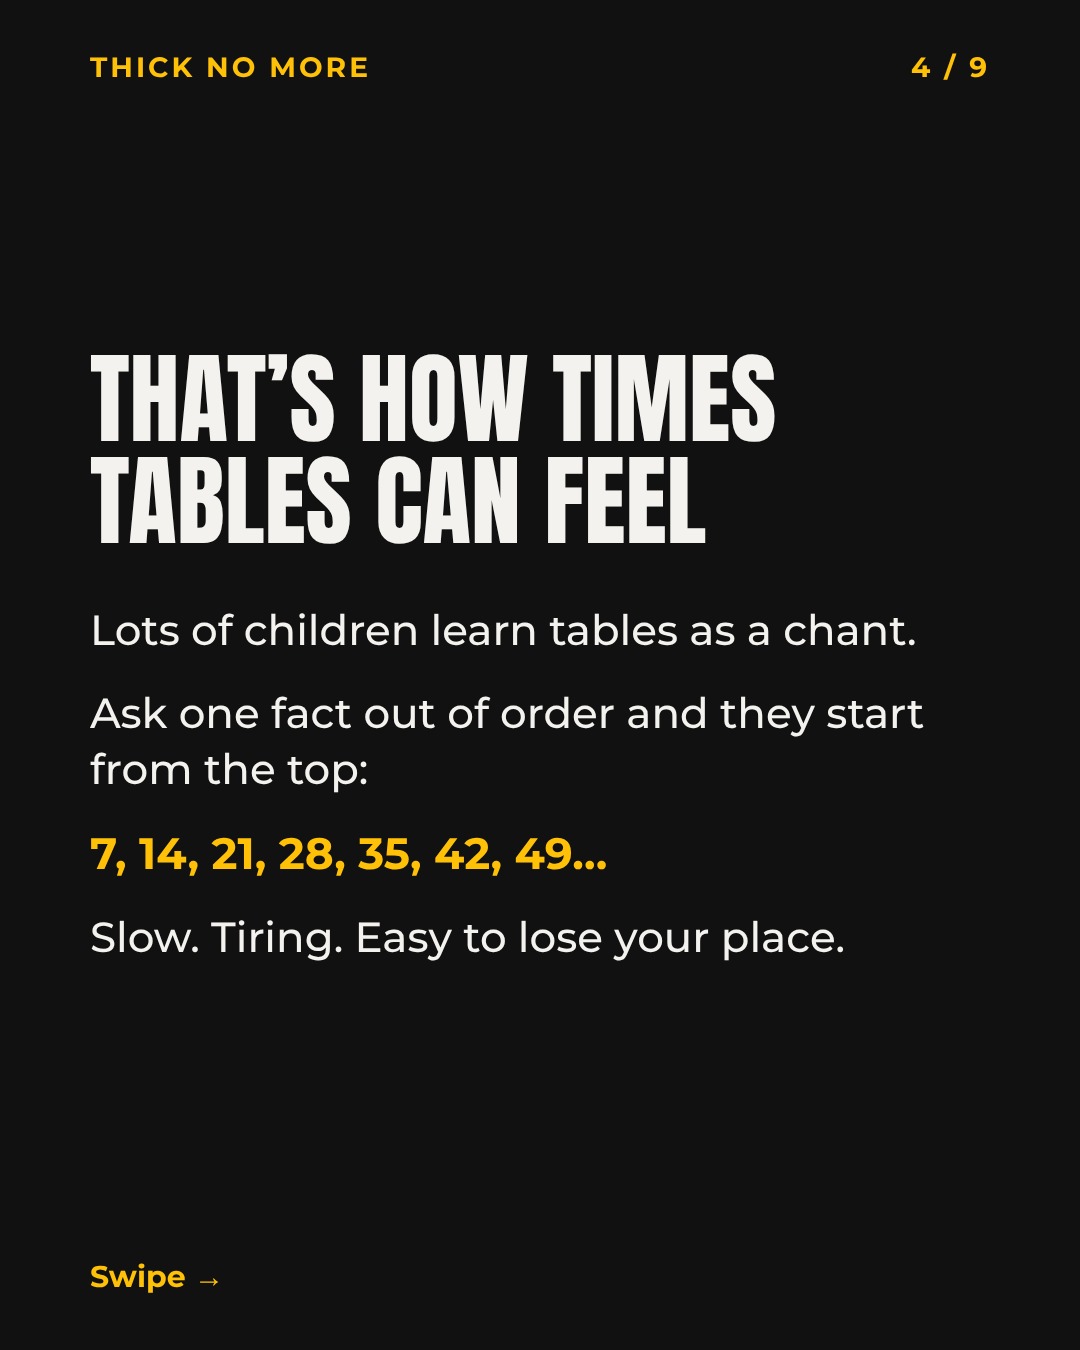 THICK NO MORE
4 / 9
THAT’S HOW TIMES
TABLES CAN FEEL
Lots of children learn tables as a chant.
Ask one fact out of order and they start
from the top:
7, 14, 21, 28, 35, 42, 49...
Slow. Tiring. Easy to lose your place.
Swipe →